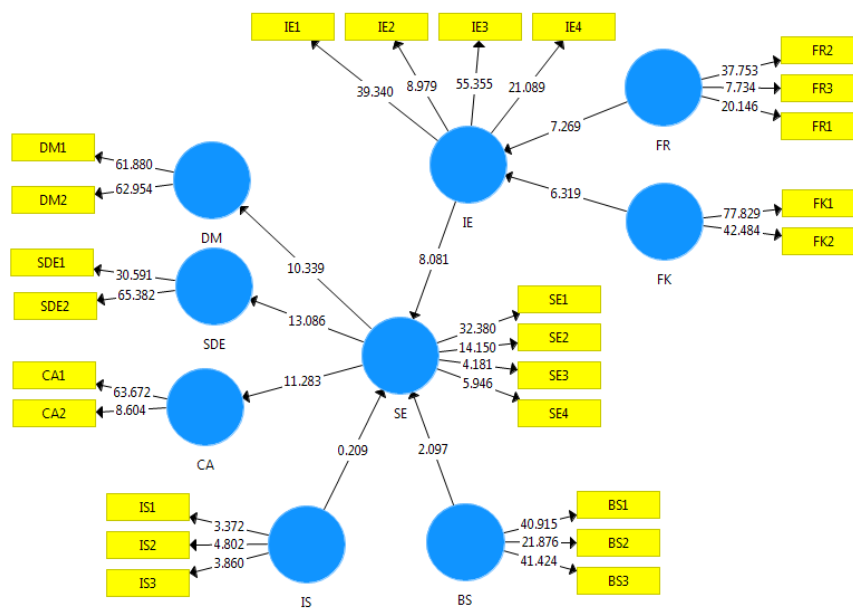 IE1
IE2
IE3
IE4
39.340
8.979
55.355
21.089
FR2
FR3
FR1
37.753
7.734
20.146
FR
7.269
DM1
DM2
61.880
62.954
DM
IE
6.319
FK1
FK2
77.829
42.484
FK
10.339
8.081
SDE1
SDE2
30.591
65.382
SDE
13.086
SE1
SE2
SE3
SE4
32.380
14.150
4.181
5.946
SE
CA1
CA2
63.672
8.604
CA
11.283
0.209
2.097
IS1
IS2
IS3
3.372
4.802
3.860
IS
BS1
BS2
BS3
40.915
21.876
41.424
BS